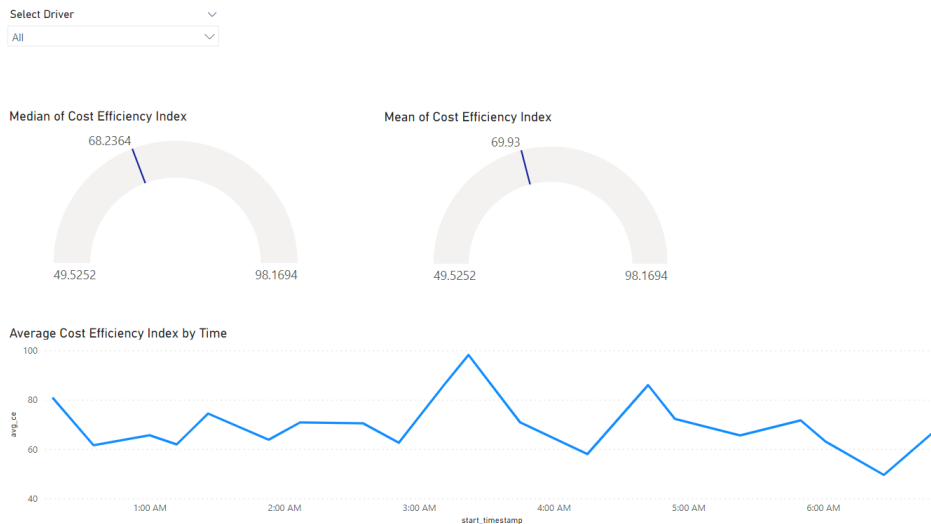 Select Driver
All
Median of Cost Efficiency Index
68.2364
49.5252
98.1694
Mean of Cost Efficiency Index
69.93
49.5252
98.1694
Average Cost Efficiency Index by Time
100
80
60
40
avg_ce
1:00 AM
2:00 AM
3:00 AM
4:00 AM
5:00 AM
6:00 AM
start_timestamp